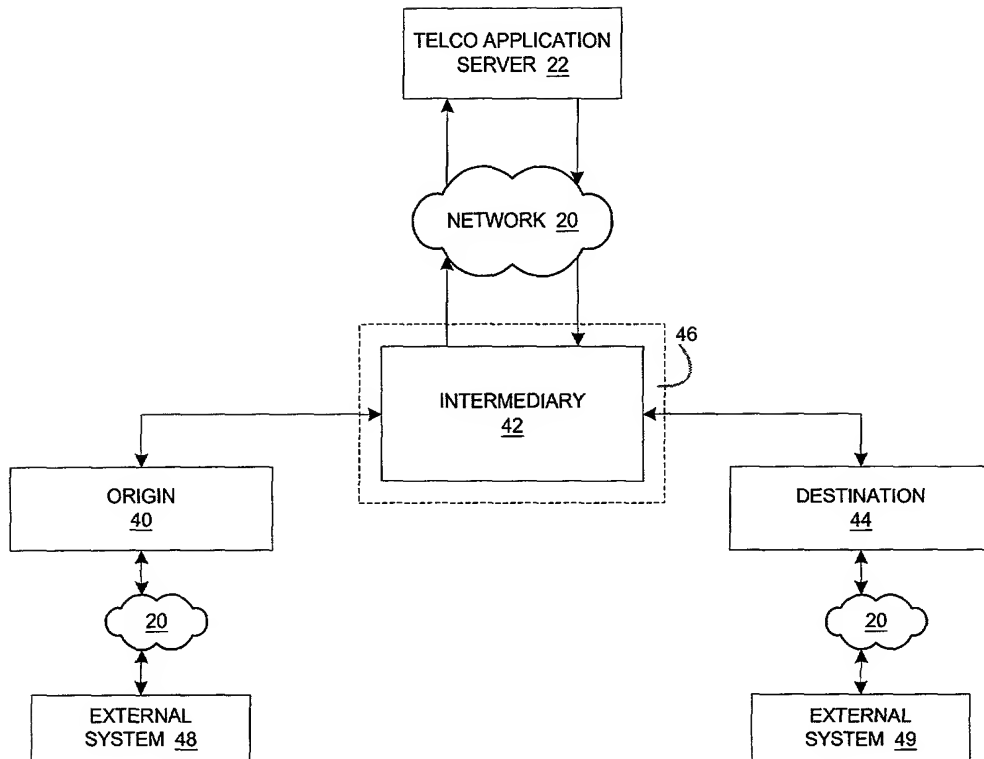 TELCO APPLICATION
SERVER 22
NETWORK 20
46
INTERMEDIARY
42
ORIGIN
40
DESTINATION
44
20
20
EXTERNAL
SYSTEM 48
EXTERNAL
SYSTEM 49